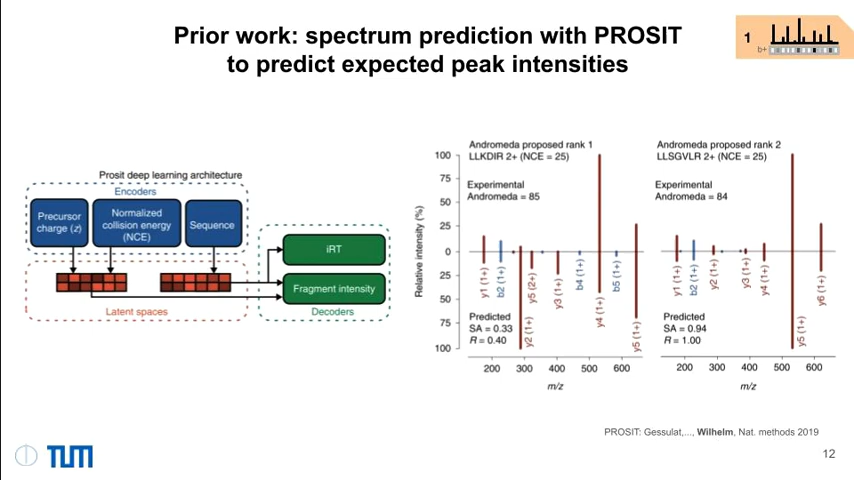 Prior work: spectrum prediction with PROSIT
to predict expected peak intensities
1
b+
Prosit deep learning architecture
Encoders
Precursor
charge (z)
Normalized
collision energy
(NCE)
Sequence
iRT
Fragment intensity
Latent spaces
Decoders
Andromeda proposed rank 1
LLKDIR 2+ (NCE = 25)
Experimental
Andromeda = 85
Relative intensity (%)
100
75
50
25
0
25
50
75
100
y1 (1+)
b2 (1+)
y2 (1+)
y5 (2+)
y3 (1+)
b4 (1+)
y4 (1+)
b5 (1+)
y5 (1+)
Predicted
SA = 0.33
R = 0.40
200
300
400
500
600
m/z
Andromeda proposed rank 2
LLSGVLR 2+ (NCE = 25)
Experimental
Andromeda = 84
y1 (1+)
b2 (1+)
y2 (1+)
y3 (1+)
y4 (1+)
y5 (1+)
y6 (1+)
Predicted
SA = 0.94
R = 1.00
200
300
400
500
600
m/z
PROSIT: Gessulat,..., Wilhelm, Nat. methods 2019
TUM
12